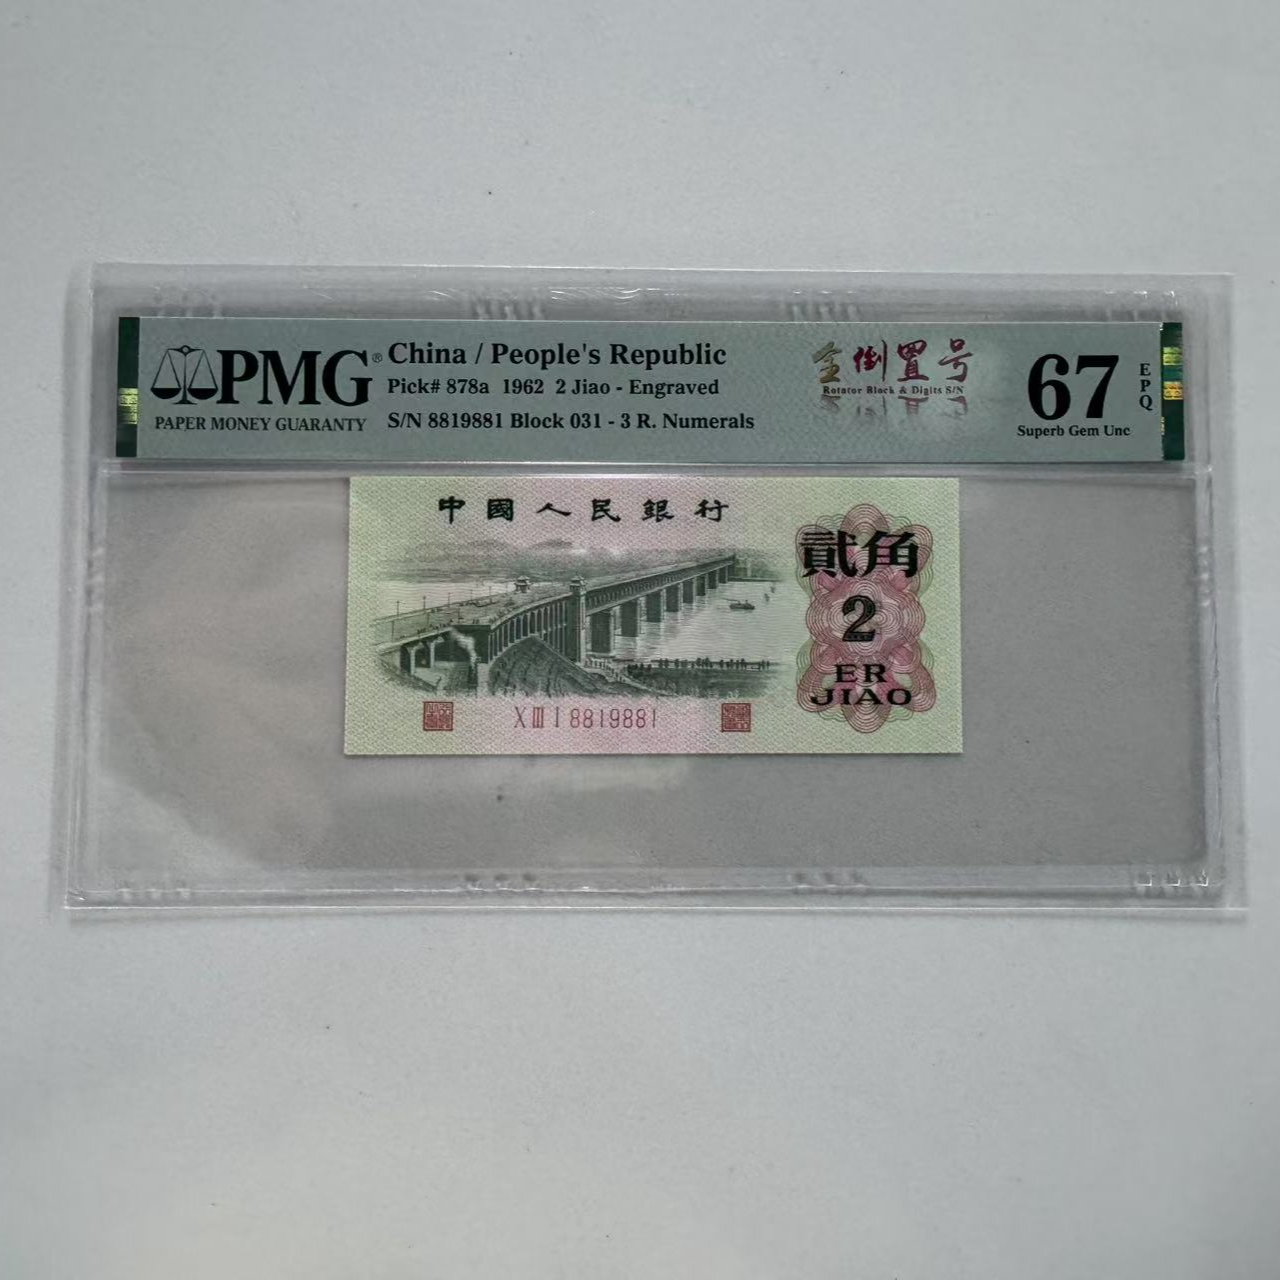 PMG®
PAPER MONEY GUARANTY
China / People's Republic
Pick# 878a 1962 2 Jiao - Engraved
S/N 8819881 Block 031 - 3 R. Numerals
全倒置号
Rotator Block & Digits S/N
67
EPQ
Superb Gem Unc
中國人民銀行
貳角
2
ER
JIAO
X III I 8819881